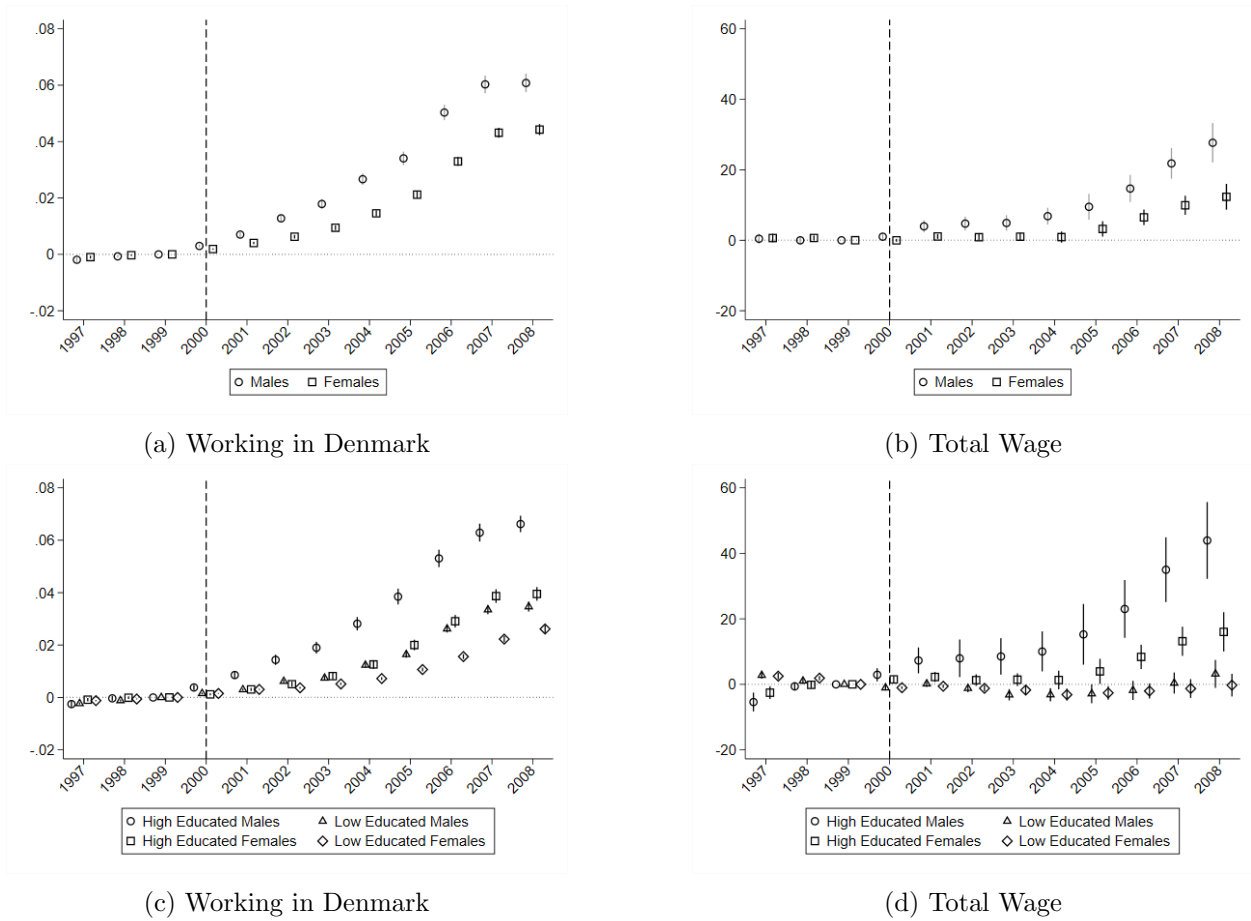 .08
.06
.04
.02
0
-.02
1997 1998 1999 2000 2001 2002 2003 2004 2005 2006 2007 2008
Males Females
(a) Working in Denmark
60
40
20
0
-20
1997 1998 1999 2000 2001 2002 2003 2004 2005 2006 2007 2008
Males Females
(b) Total Wage
.08
.06
.04
.02
0
-.02
1997 1998 1999 2000 2001 2002 2003 2004 2005 2006 2007 2008
High Educated Males Low Educated Males
High Educated Females Low Educated Females
(c) Working in Denmark
60
40
20
0
-20
1997 1998 1999 2000 2001 2002 2003 2004 2005 2006 2007 2008
High Educated Males Low Educated Males
High Educated Females Low Educated Females
(d) Total Wage